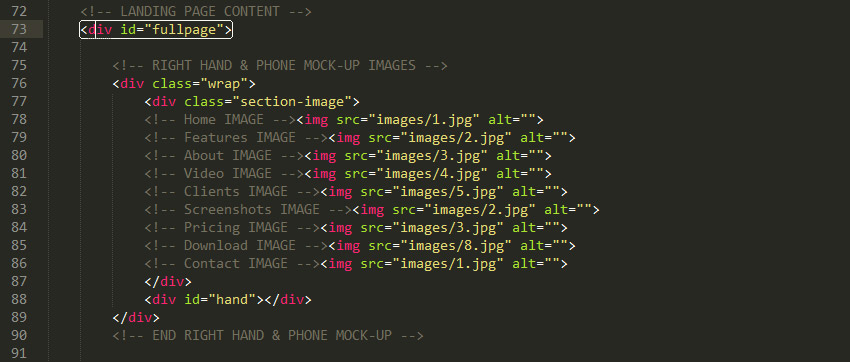 72 <!-- LANDING PAGE CONTENT -->
73 <div id="fullpage">
74
75 <!-- RIGHT HAND & PHONE MOCK-UP IMAGES -->
76 <div class="wrap">
77 <div class="section-image">
78 <!-- Home IMAGE --><img src="images/1.jpg" alt="">
79 <!-- Features IMAGE --><img src="images/2.jpg" alt="">
80 <!-- About IMAGE --><img src="images/3.jpg" alt="">
81 <!-- Video IMAGE --><img src="images/4.jpg" alt="">
82 <!-- Clients IMAGE --><img src="images/5.jpg" alt="">
83 <!-- Screenshots IMAGE --><img src="images/2.jpg" alt="">
84 <!-- Pricing IMAGE --><img src="images/3.jpg" alt="">
85 <!-- Download IMAGE --><img src="images/8.jpg" alt="">
86 <!-- Contact IMAGE --><img src="images/1.jpg" alt="">
87 </div>
88 <div id="hand"></div>
89 </div>
90 <!-- END RIGHT HAND & PHONE MOCK-UP -->
91